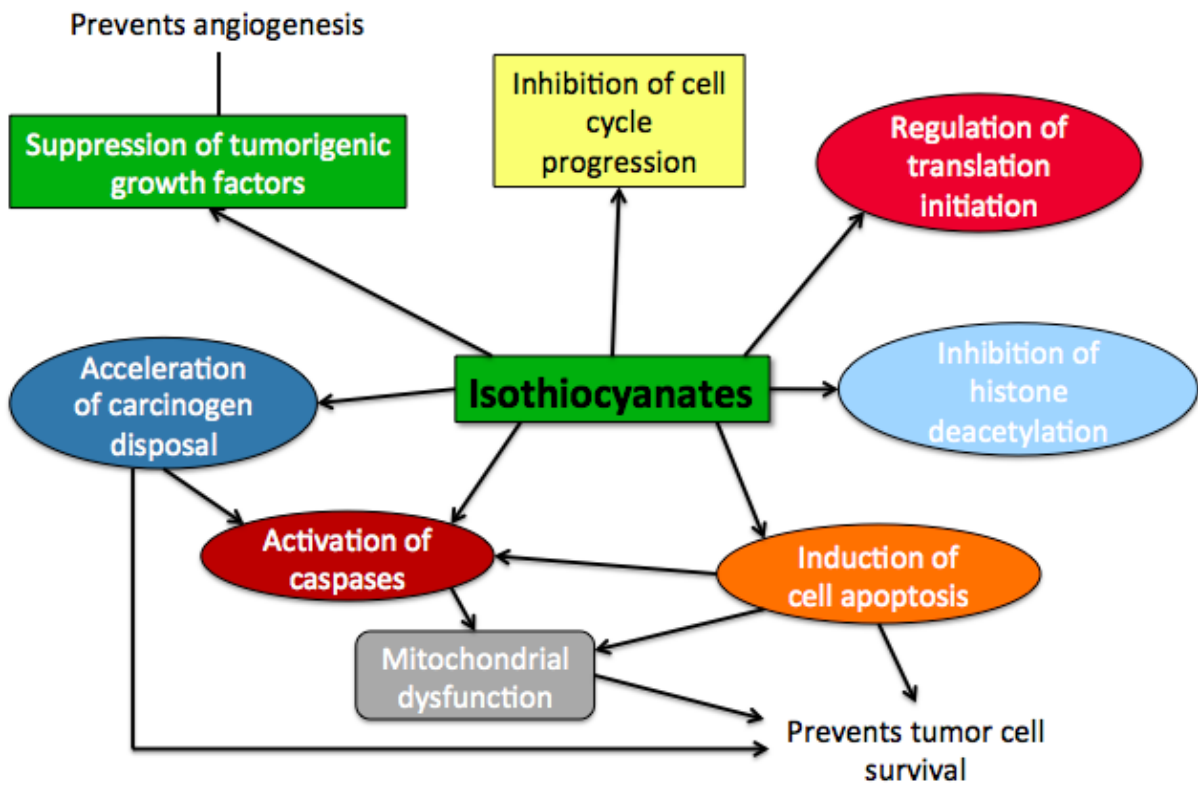 Prevents angiogenesis
Suppression of tumorigenic
growth factors
Inhibition of cell
cycle
progression
Regulation of
translation
initiation
Acceleration
of carcinogen
disposal
Isothiocyanates
Inhibition of
histone
deacetylation
Activation of
caspases
Induction of
cell apoptosis
Mitochondrial
dysfunction
Prevents tumor cell
survival